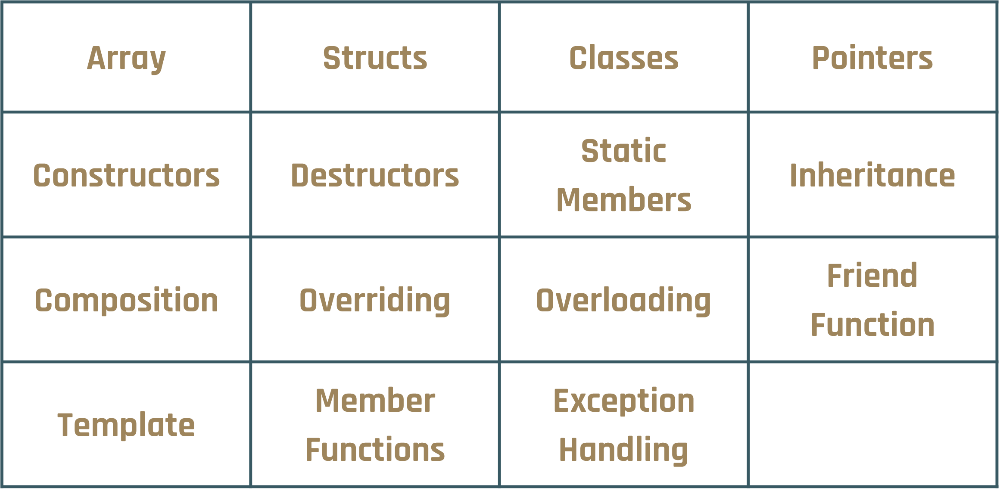 Array
Structs
Classes
Pointers
Constructors
Destructors
Static
Members
Inheritance
Composition
Overriding
Overloading
Friend
Function
Template
Member
Functions
Exception
Handling